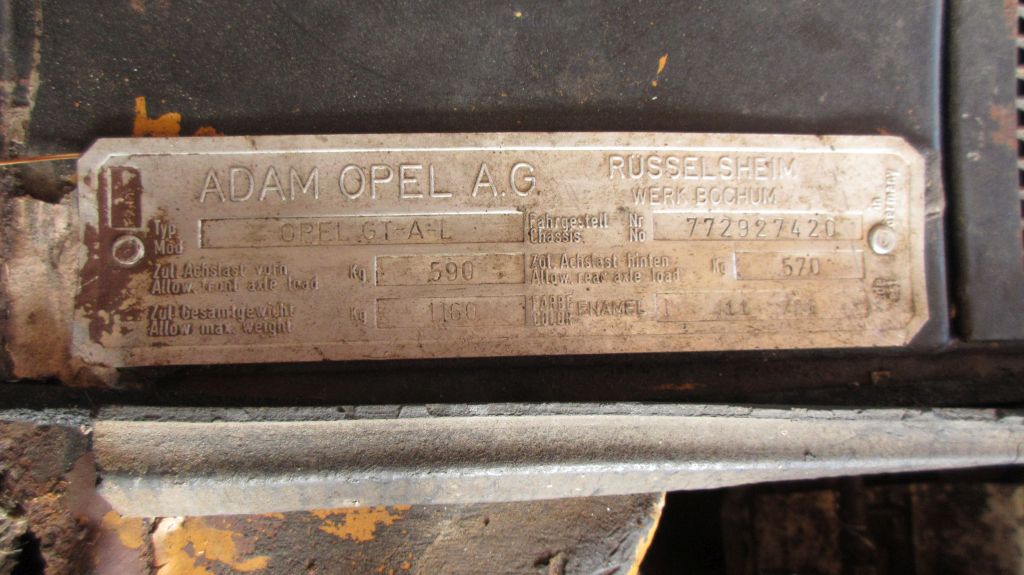 ADAM OPEL A.G. RÜSSELSHEIM
WERK BOCHUM
Typ
Mod OPEL GT-A-L Fahrgestell Nr
Chassis No 772927420
Zul. Achslast vorn
Allow. front axle load Kg 590 Zul. Achslast hinten
Allow. rear axle load Kg 570
Zul. Gesamtgewicht
Allow max. weight Kg 1160 FARBE
COLOR ENAMEL
Germany